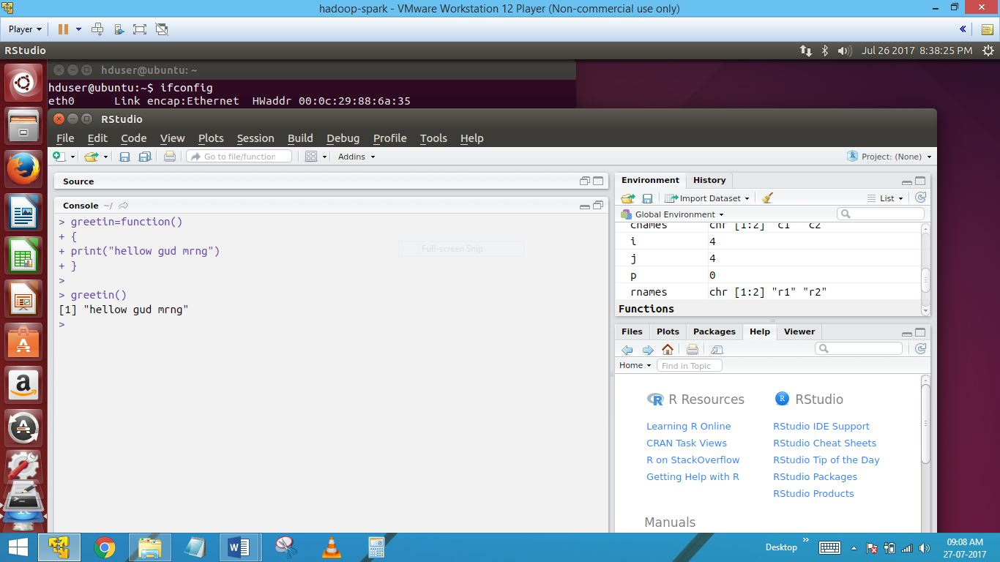 hadoop-spark - VMware Workstation 12 Player (Non-commercial use only)
Player
RStudio
Jul 26 2017 8:38:25 PM
hduser@ubuntu: ~
hduser@ubuntu:~$ ifconfig
eth0 Link encap:Ethernet HWaddr 00:0c:29:88:6a:35
RStudio
File Edit Code View Plots Session Build Debug Profile Tools Help
Go to file/function
Addins
Project: (None)
Source
Console ~/
> greetin=function()
+ {
+ print("hellow gud mrng")
+ }
>
> greetin()
[1] "hellow gud mrng"
>
Full-screen Snip
Environment History
Import Dataset
List
Global Environment
cnames chr [1:2] "c1" "c2"
i 4
j 4
p 0
rnames chr [1:2] "r1" "r2"
Functions
Files Plots Packages Help Viewer
Home
Find in Topic
R Resources
Learning R Online
CRAN Task Views
R on StackOverflow
Getting Help with R
RStudio
RStudio IDE Support
RStudio Cheat Sheets
RStudio Tip of the Day
RStudio Packages
RStudio Products
Manuals
Desktop
09:08 AM
27-07-2017